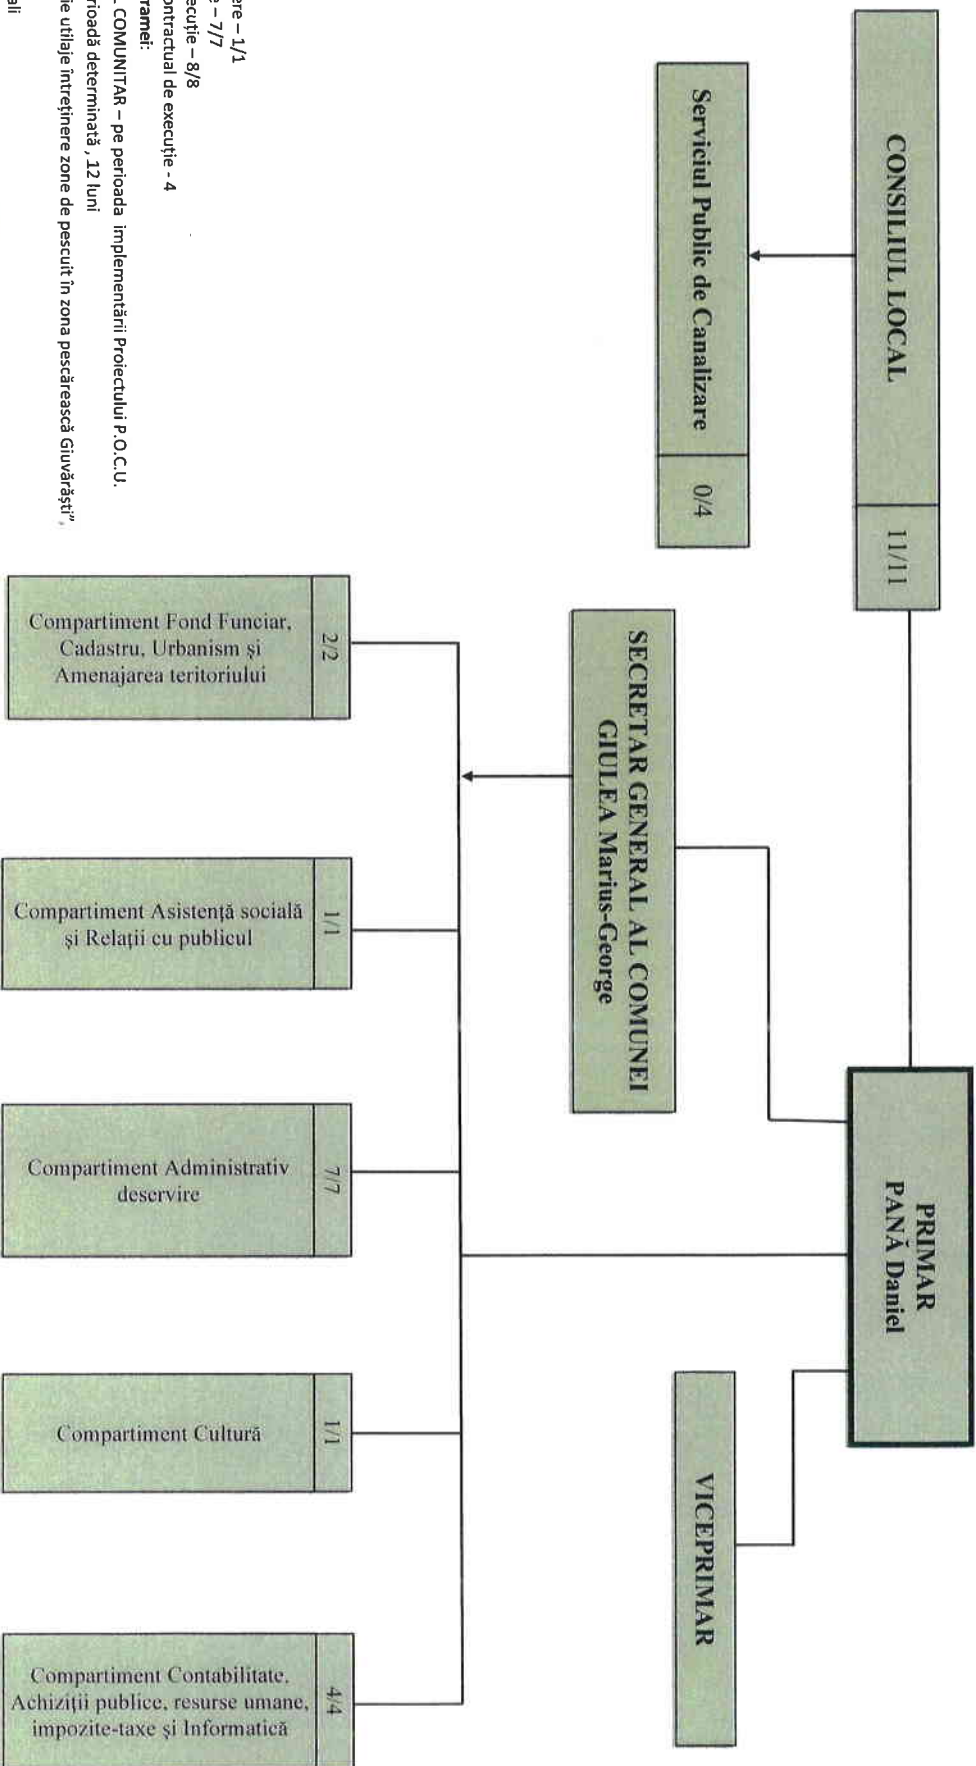 CONSILIUL LOCAL
11/11
Serviciul Public de Canalizare
0/4
PRIMAR
PANĂ Daniel
SECRETAR GENERAL AL COMUNEI
GIULEA Marius-George
VICEPRIMAR
2/2
Compartiment Fond Funciar,
Cadastru, Urbanism și
Amenajarea teritoriului
1/1
Compartiment Asistență socială
și Relații cu publicul
7/7
Compartiment Administrativ
deservire
1/1
Compartiment Cultură
4/4
Compartiment Contabilitate,
Achiziții publice, resurse umane,
impozite-taxe și Informatică
ere – 1/1
e – 7/7
ecuție – 8/8
ontractual de execuție - 4
ramei:
L COMUNITAR – pe perioada implementării Proiectului P.O.C.U.
rioadă determinată , 12 luni
ie utilaje întreținere zone de pescuit în zona pescărească Giuvărăști”,
ali